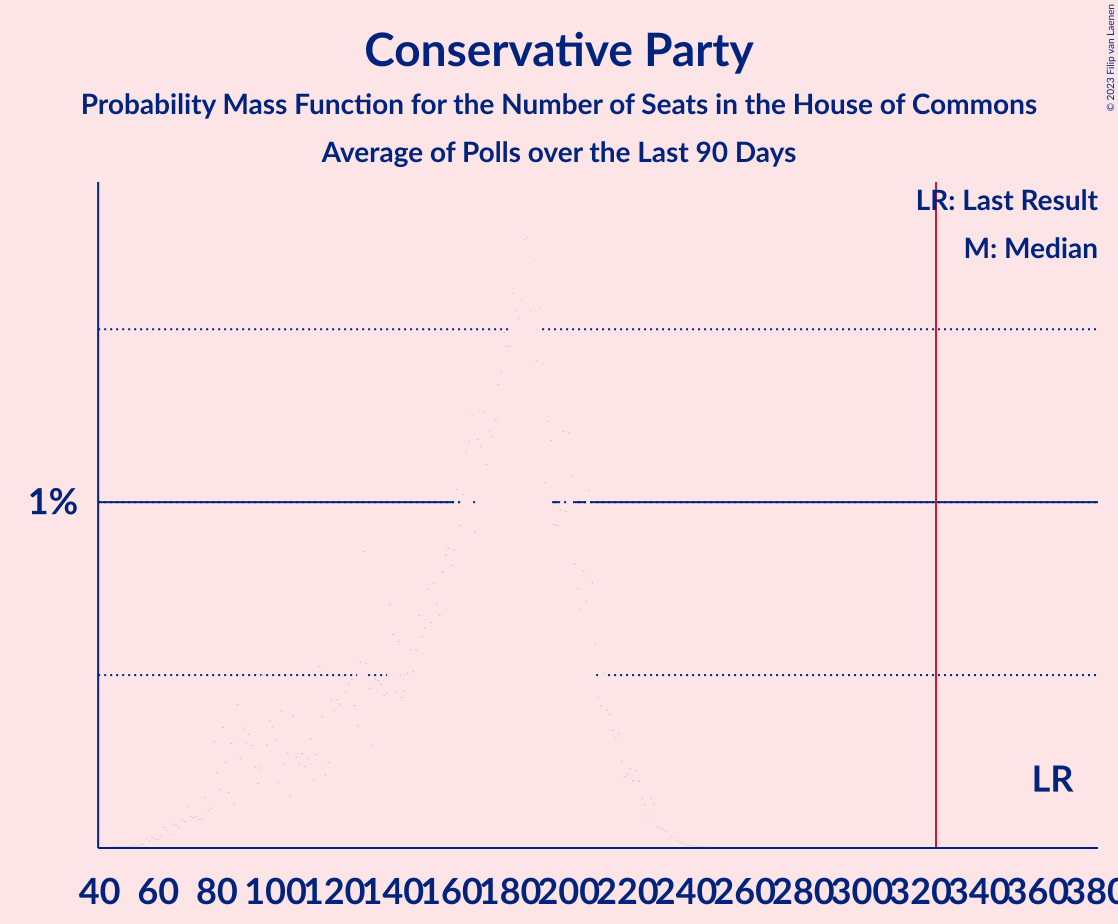 Conservative Party
Probability Mass Function for the Number of Seats in the House of Commons
Average of Polls over the Last 90 Days
© 2023 Filip van Laenen
LR: Last Result
M: Median
1%
LR
40 60 80 100 120 140 160 180 200 220 240 260 280 300 320 340 360 380